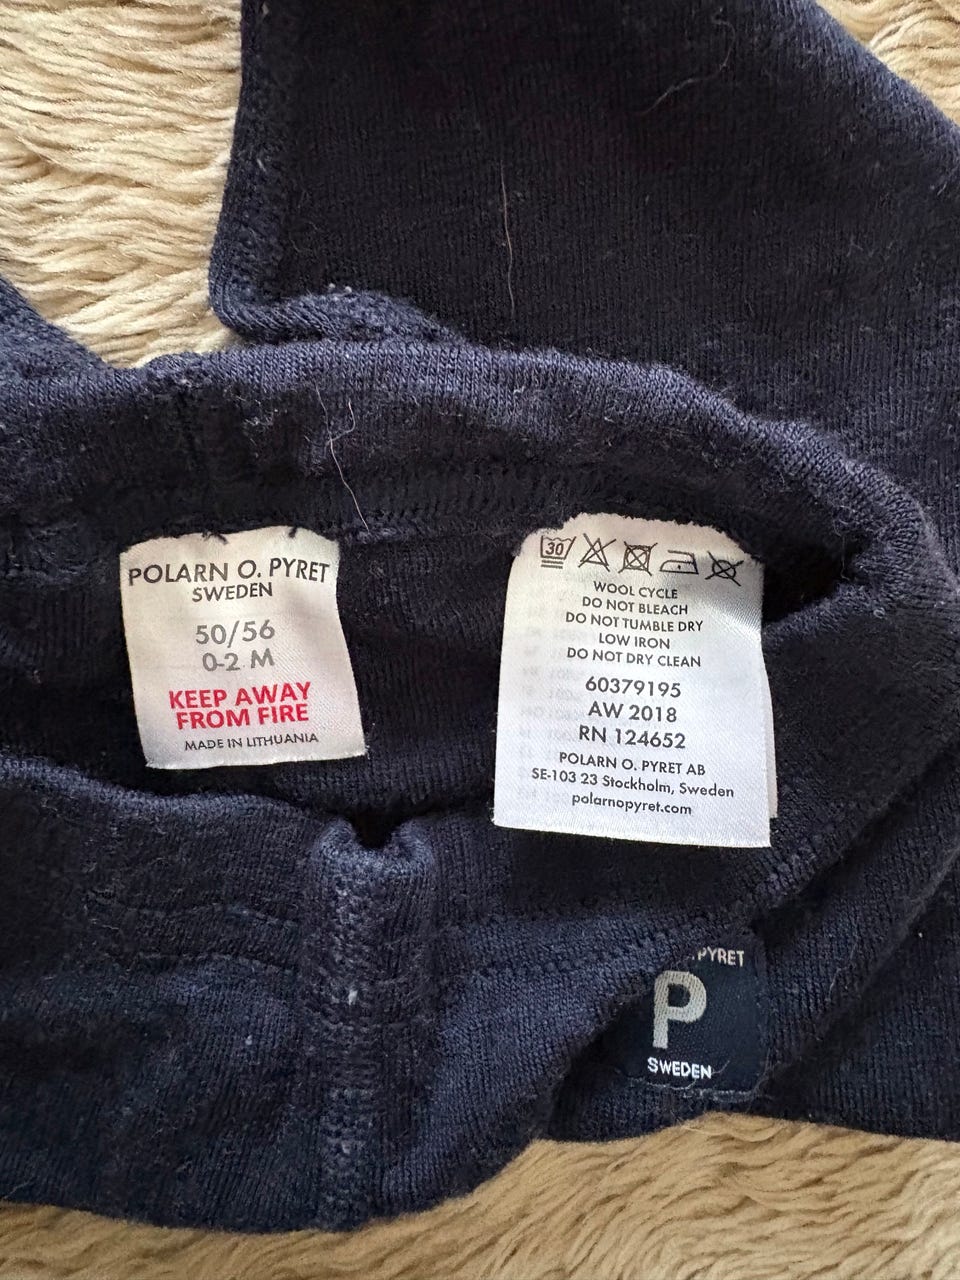 POLARN O. PYRET
SWEDEN
50/56
0-2 M
KEEP AWAY
FROM FIRE
MADE IN LITHUANIA
30
WOOL CYCLE
DO NOT BLEACH
DO NOT TUMBLE DRY
LOW IRON
DO NOT DRY CLEAN
60379195
AW 2018
RN 124652
POLARN O. PYRET AB
SE-103 23 Stockholm, Sweden
polarnopyret.com
PYRET
P
SWEDEN